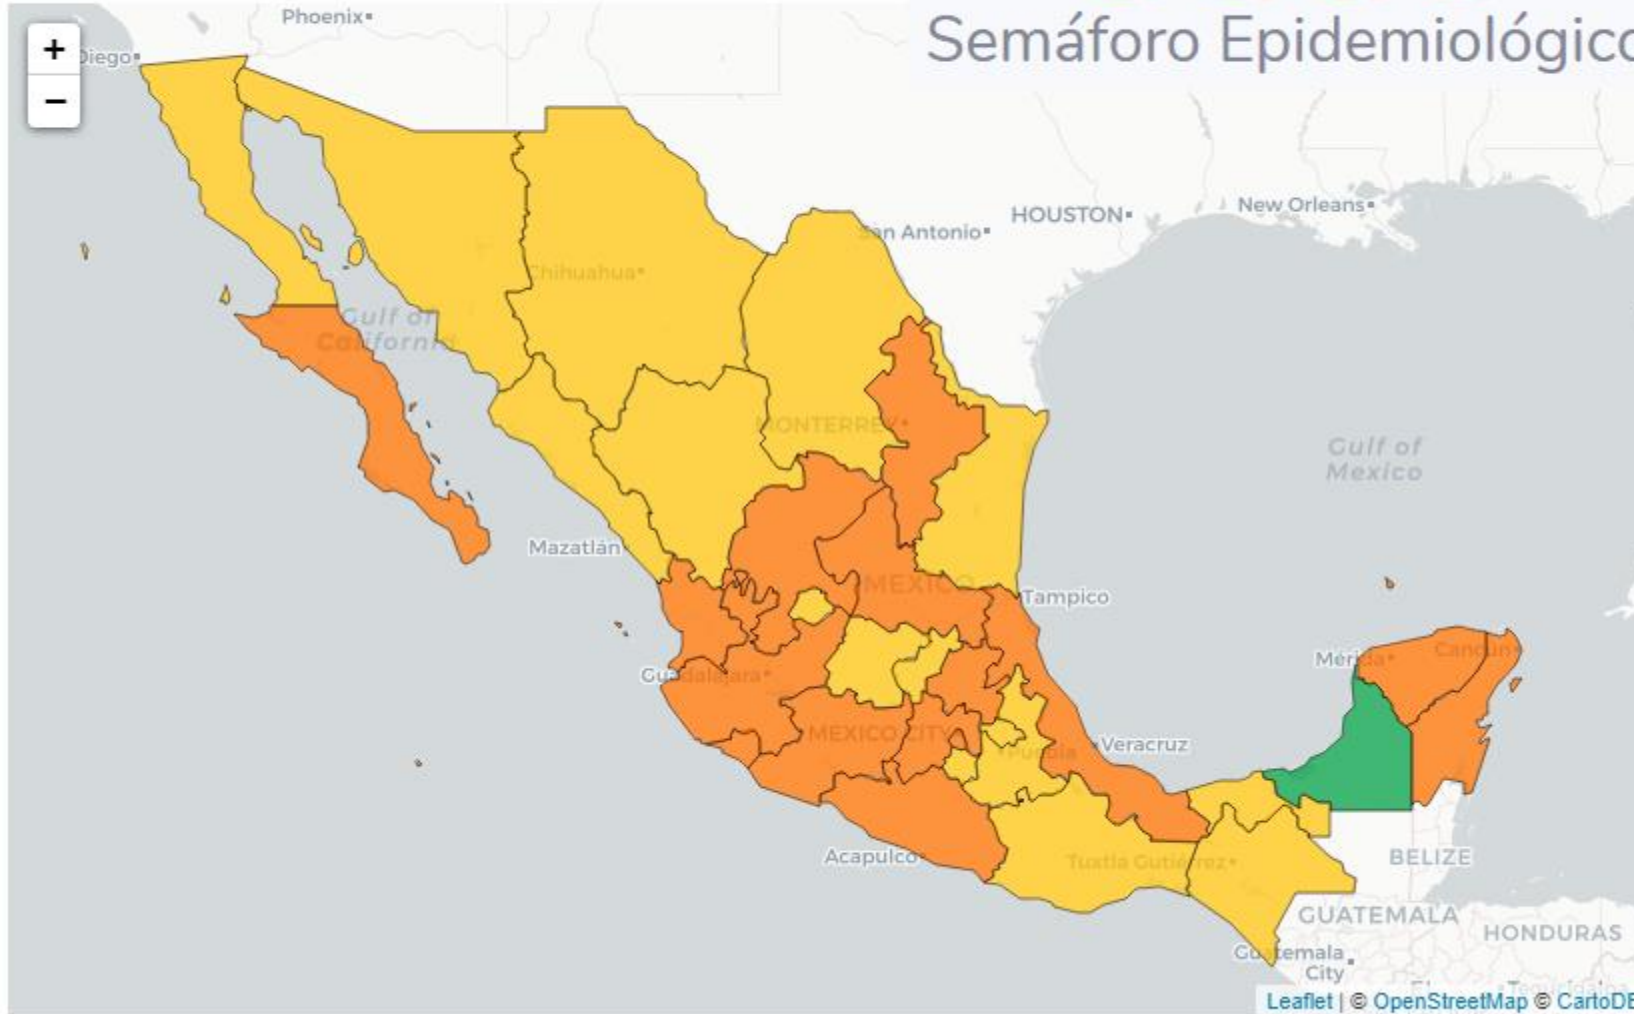 Phoenix
Semáforo Epidemiológico
+
Diego
−
HOUSTON
New Orleans
San Antonio
Chihuahua
Gulf of
California
MONTERREY
Gulf of
Mexico
Mazatlán
MEXICO
Tampico
Mérida
Cancún
Guadalajara
MEXICO CITY
Puebla
Veracruz
Acapulco
Tuxtla Gutiérrez
BELIZE
GUATEMALA
HONDURAS
Guatemala
City
Leaflet | © OpenStreetMap © CartoDB